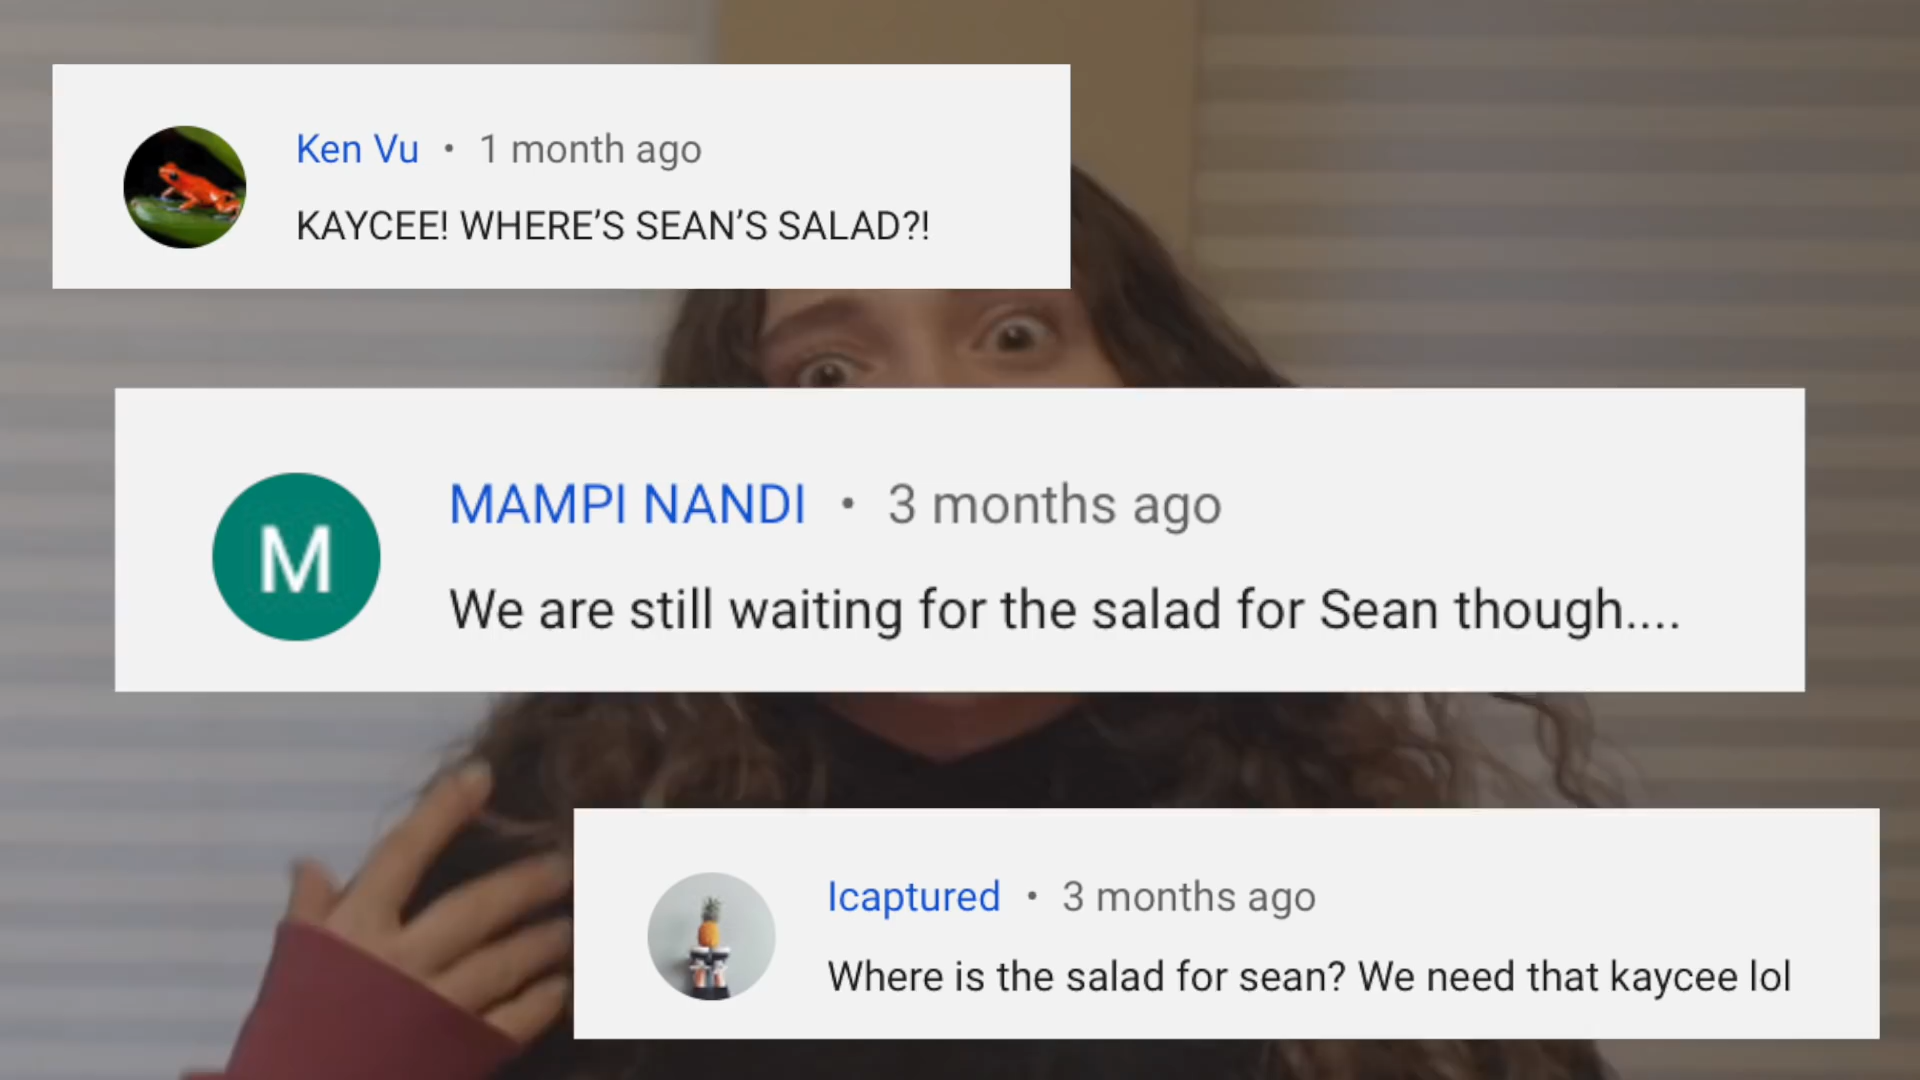 Ken Vu • 1 month ago
KAYCEE! WHERE’S SEAN’S SALAD?!
M
MAMPI NANDI • 3 months ago
We are still waiting for the salad for Sean though....
Icaptured • 3 months ago
Where is the salad for sean? We need that kaycee lol